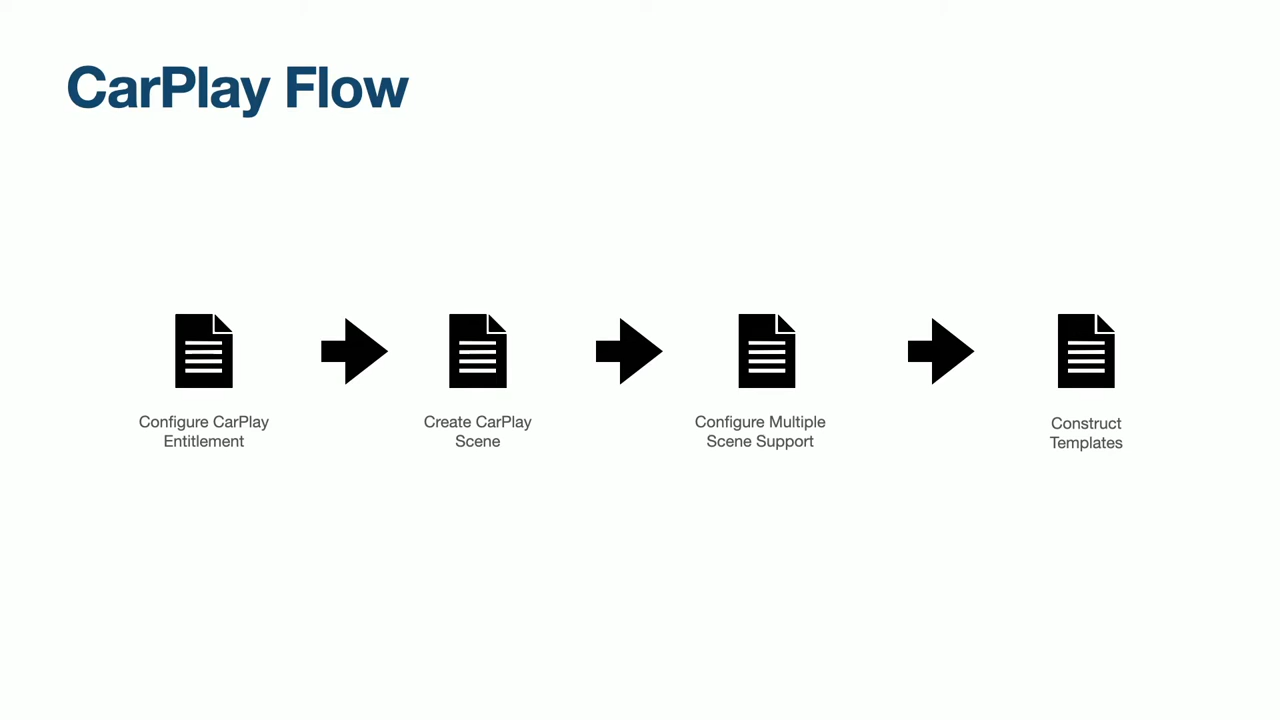 CarPlay Flow
Configure CarPlay
Entitlement
Create CarPlay
Scene
Configure Multiple
Scene Support
Construct
Templates